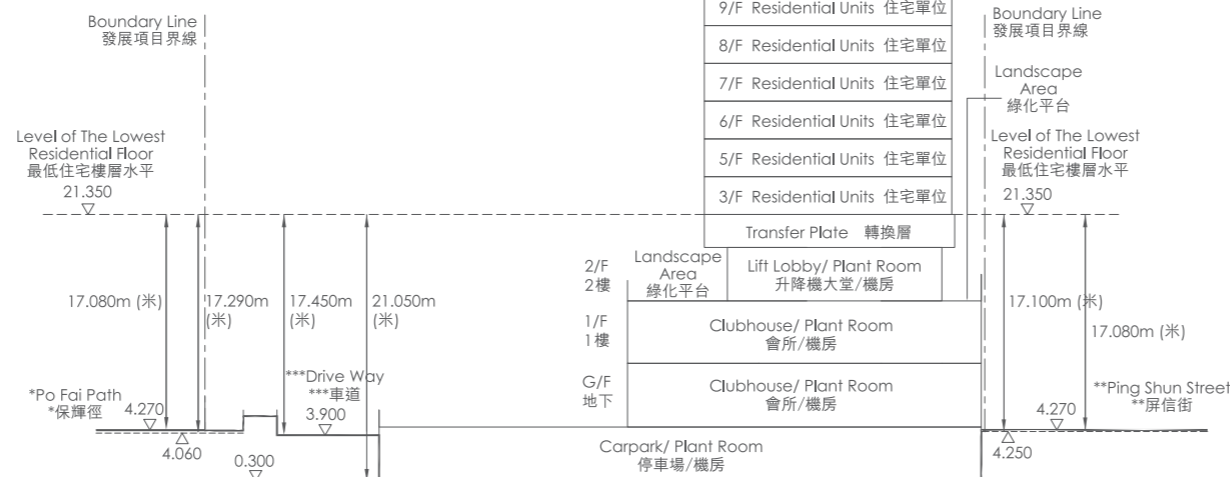 9/F Residential Units 住宅單位
Boundary Line
發展項目界線
Boundary Line
發展項目界線
8/F Residential Units 住宅單位
7/F Residential Units 住宅單位
Landscape
Area
綠化平台
6/F Residential Units 住宅單位
Level of The Lowest
Residential Floor
最低住宅樓層水平
21.350
5/F Residential Units 住宅單位
Level of The Lowest
Residential Floor
最低住宅樓層水平
21.350
3/F Residential Units 住宅單位
Transfer Plate 轉換層
2/F
2樓
Landscape
Area
綠化平台
Lift Lobby/ Plant Room
升降機大堂/機房
17.080m (米)
17.290m
(米)
17.450m
(米)
21.050m
(米)
1/F
1樓
Clubhouse/ Plant Room
會所/機房
17.100m (米)
17.080m (米)
***Drive Way
***車道
3.900
G/F
地下
Clubhouse/ Plant Room
會所/機房
*Po Fai Path
*保輝徑
4.270
4.060
0.300
Carpark/ Plant Room
停車場/機房
**Ping Shun Street
**屏信街
4.270
4.250